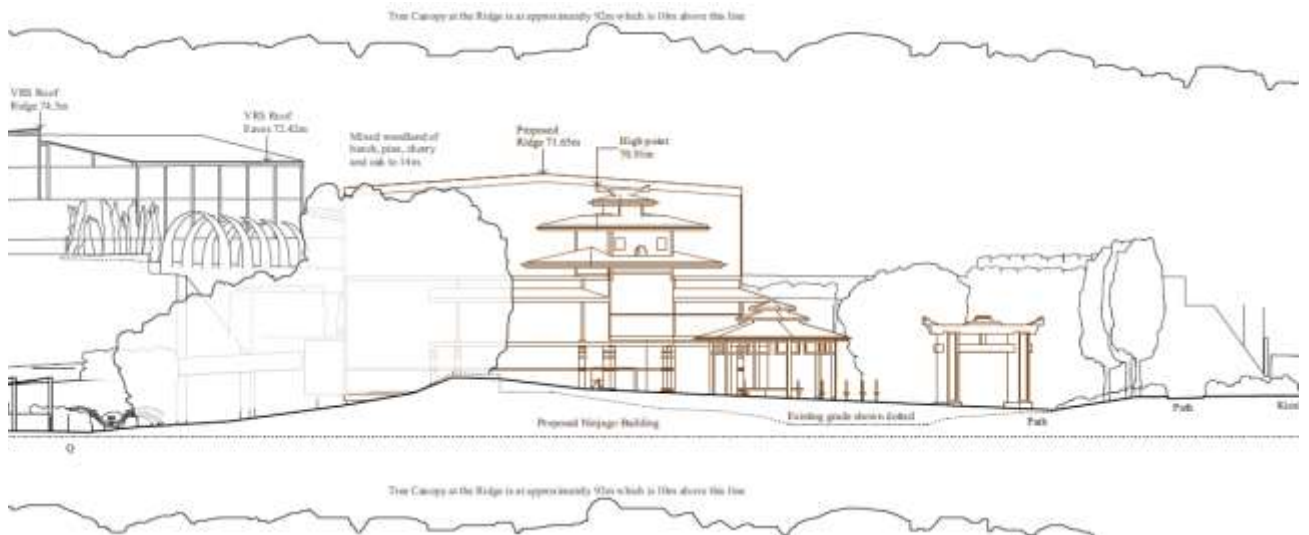 Tree Canopy at the Ridge is at approximately 92m which is 10m above this line
VRS Roof
Ridge 74.5m
VRS Roof
Eaves 72.42m
Mixed woodland of
birch, pine, cherry
and oak to 14m
Proposed
Ridge 71.65m
High point
Proposed Ninjago Building
Existing grade shown dotted
Path
Path
Q
Tree Canopy at the Ridge is at approximately 92m which is 10m above this line